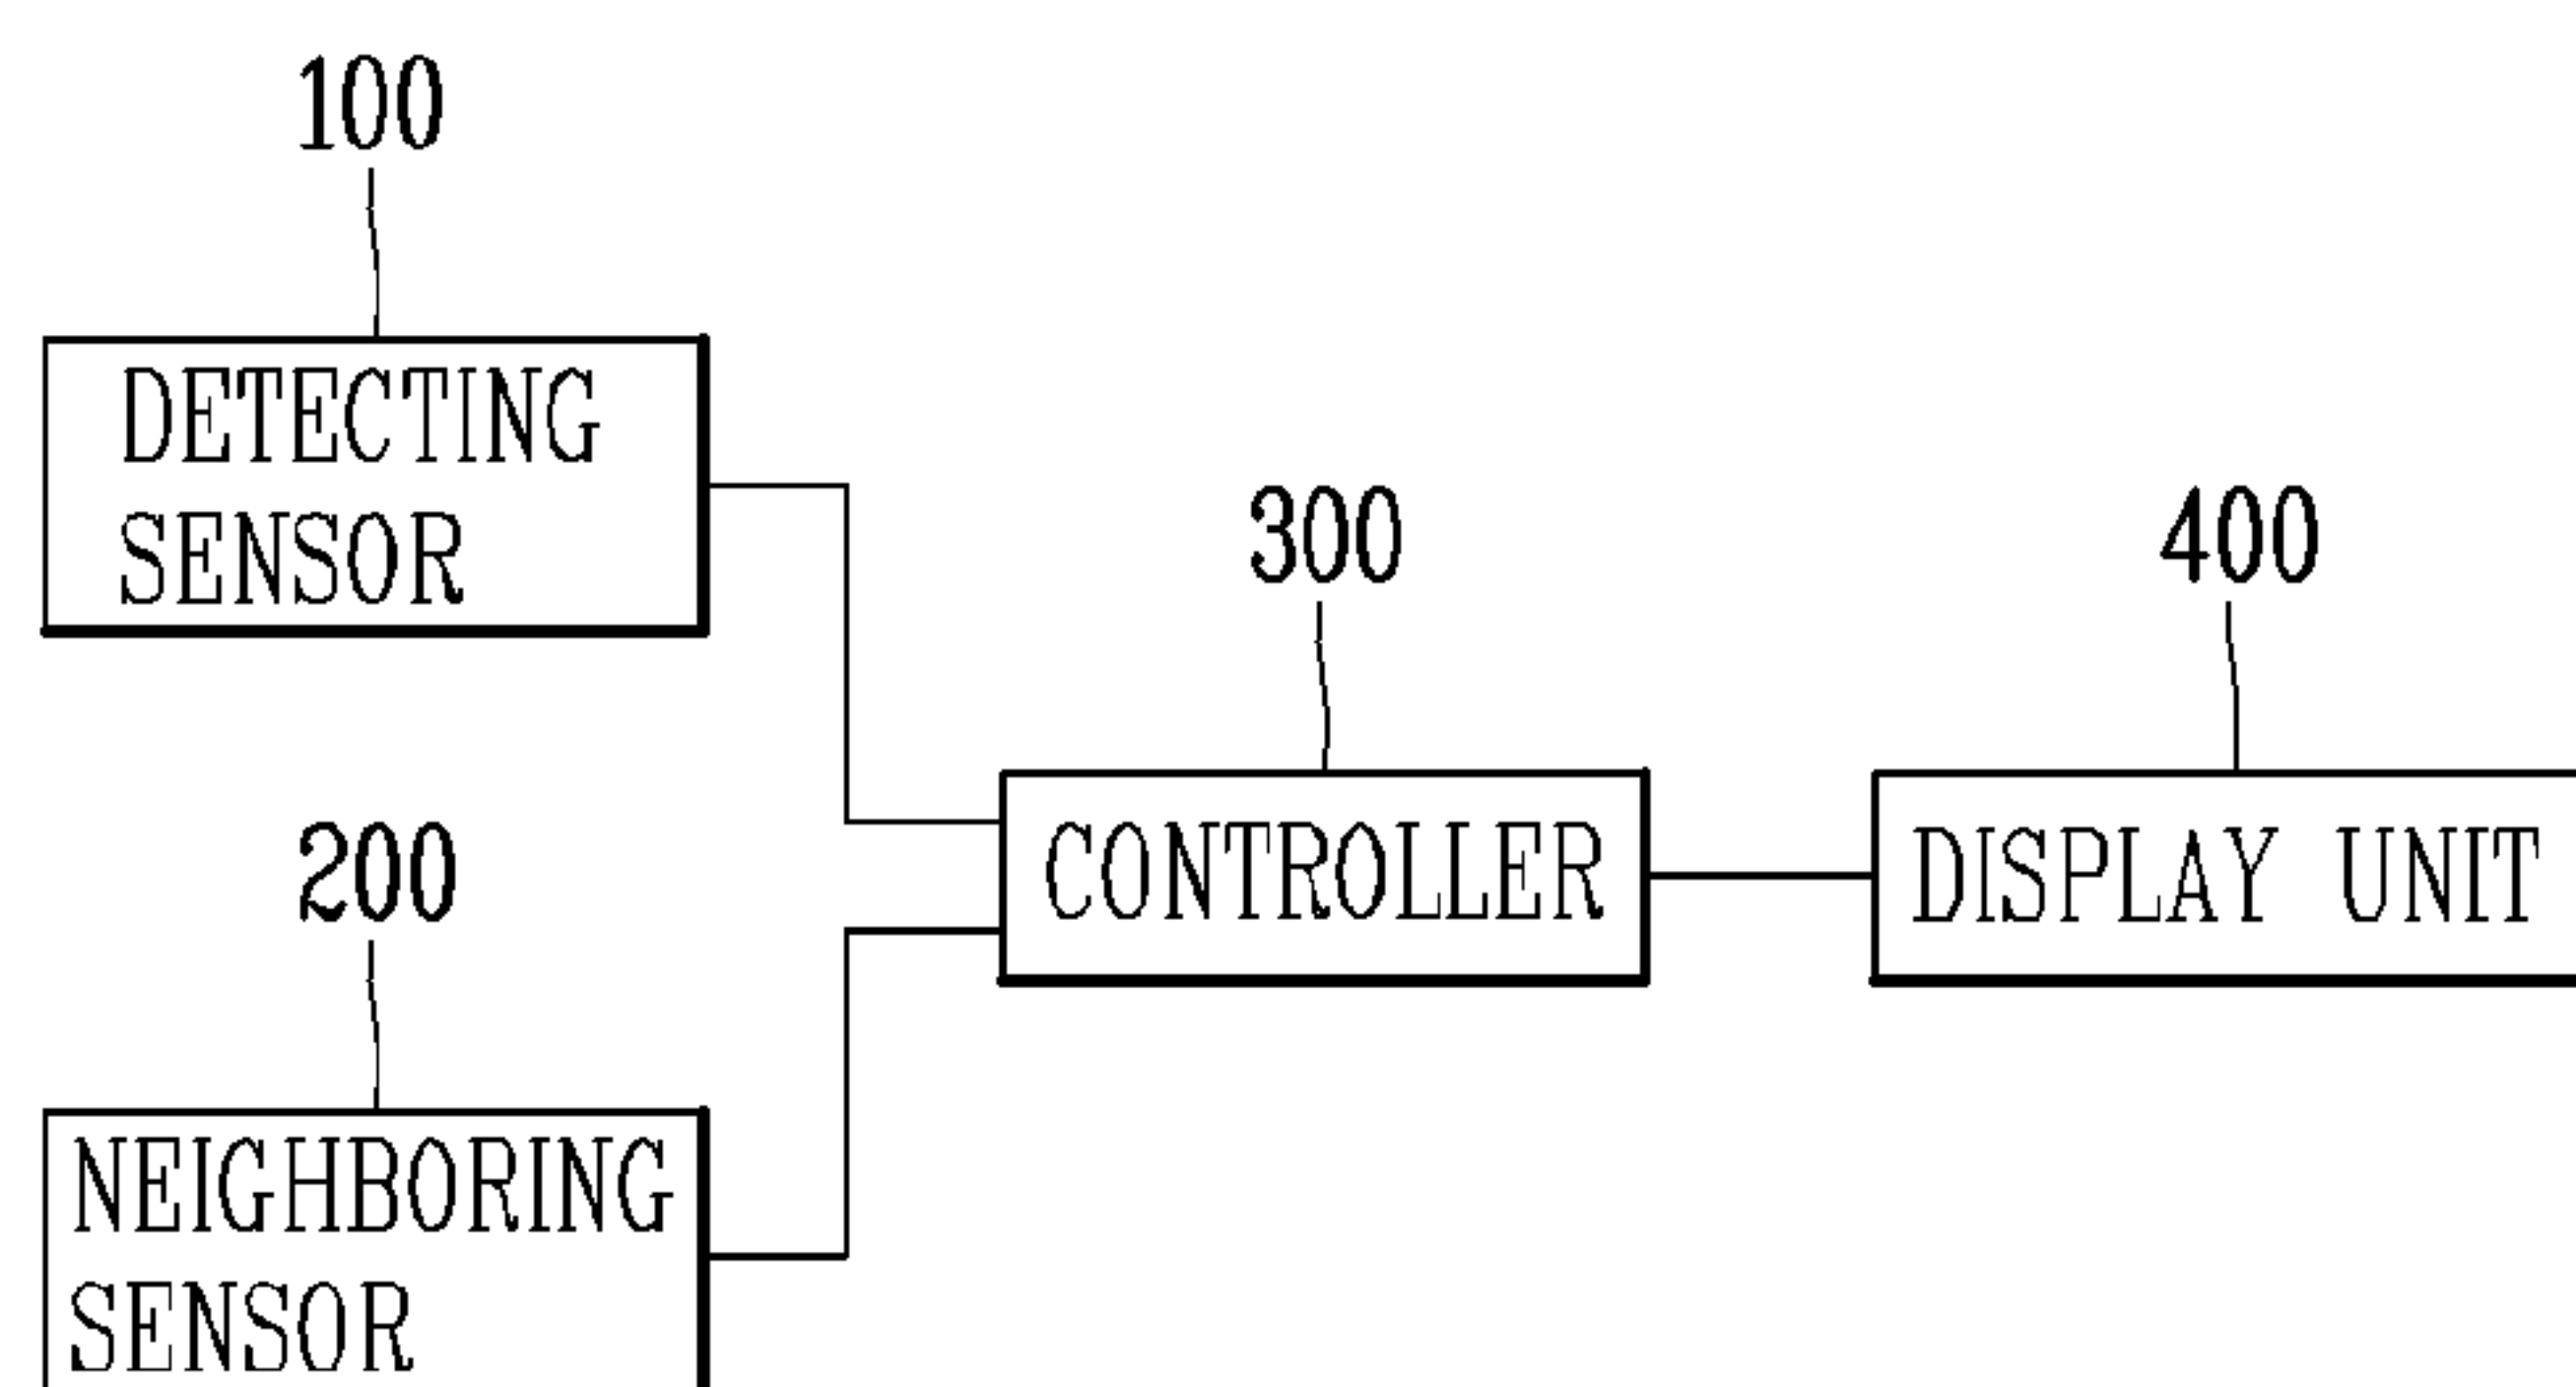 100
DETECTING
SENSOR
300
400
200
CONTROLLER
DISPLAY UNIT
NEIGHBORING
SENSOR